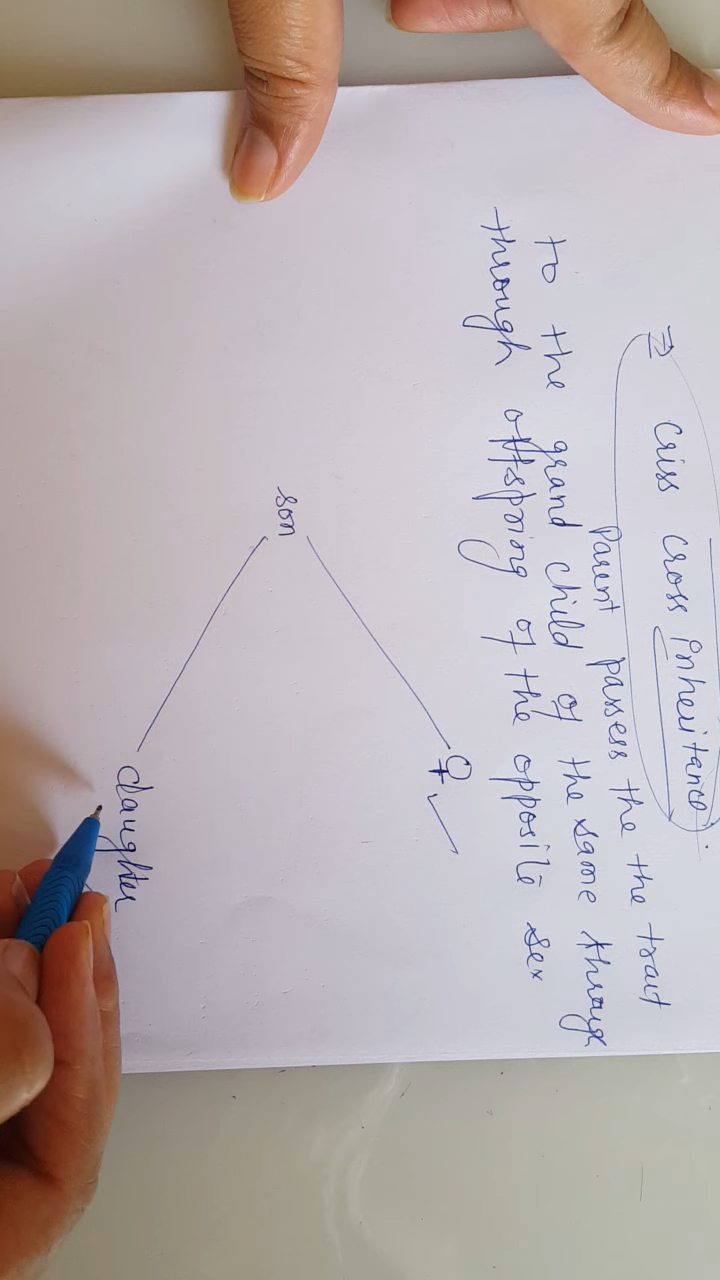 ⇒ criss cross inheritance.
Parent passess the the trait
to the grand child of the same through
through offspring of the opposite sex
♀ ✓
son
daughter